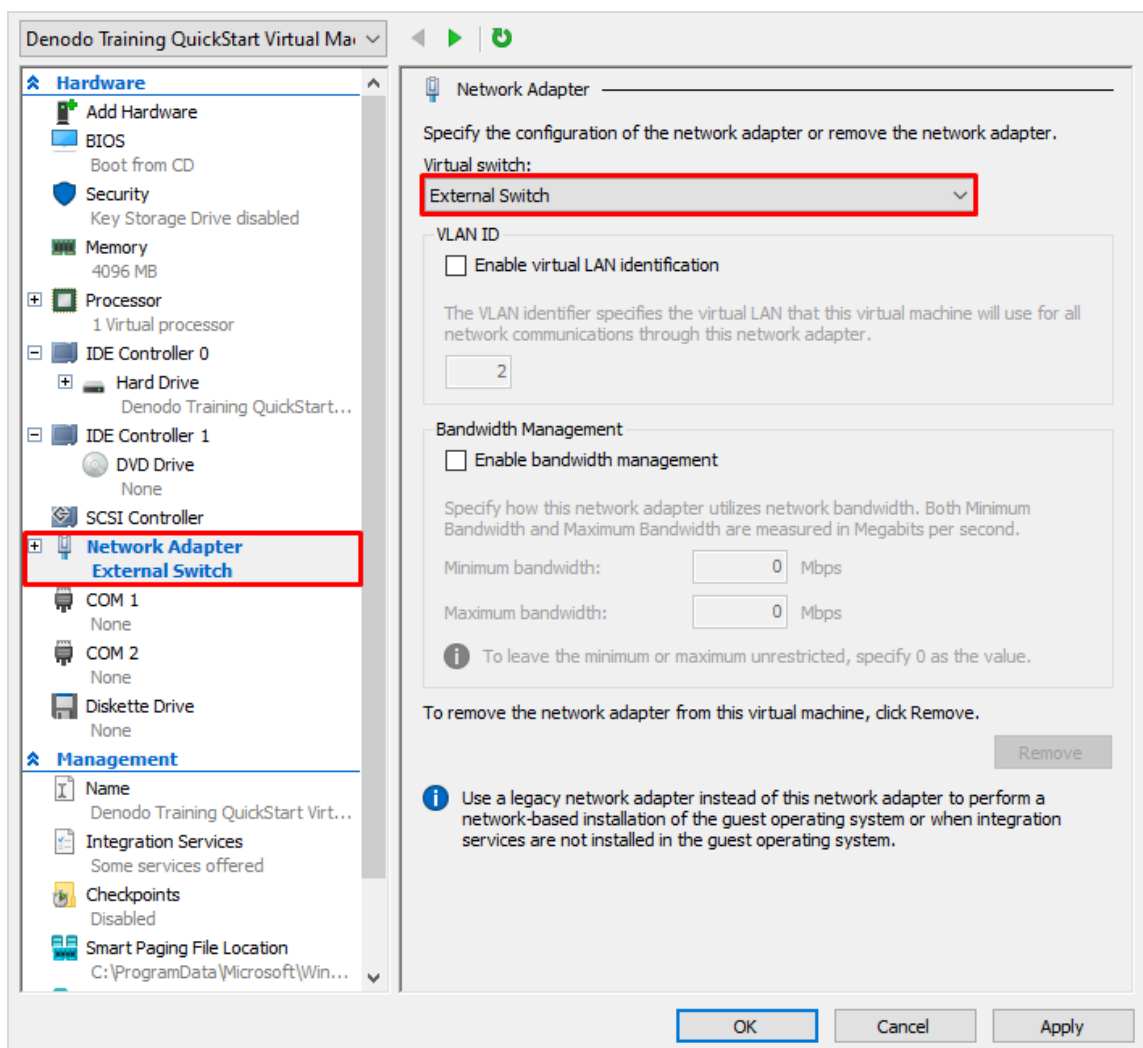 Denodo Training QuickStart Virtual Mac
Hardware
Add Hardware
BIOS
Boot from CD
Security
Key Storage Drive disabled
Memory
4096 MB
Processor
1 Virtual processor
IDE Controller 0
Hard Drive
Denodo Training QuickStart...
IDE Controller 1
DVD Drive
None
SCSI Controller
Network Adapter
External Switch
COM 1
None
COM 2
None
Diskette Drive
None
Management
Name
Denodo Training QuickStart Virt...
Integration Services
Some services offered
Checkpoints
Disabled
Smart Paging File Location
C:\ProgramData\Microsoft\Win...
Network Adapter
Specify the configuration of the network adapter or remove the network adapter.
Virtual switch:
External Switch
VLAN ID
Enable virtual LAN identification
The VLAN identifier specifies the virtual LAN that this virtual machine will use for all
network communications through this network adapter.
2
Bandwidth Management
Enable bandwidth management
Specify how this network adapter utilizes network bandwidth. Both Minimum
Bandwidth and Maximum Bandwidth are measured in Megabits per second.
Minimum bandwidth: 0 Mbps
Maximum bandwidth: 0 Mbps
To leave the minimum or maximum unrestricted, specify 0 as the value.
To remove the network adapter from this virtual machine, click Remove.
Remove
Use a legacy network adapter instead of this network adapter to perform a
network-based installation of the guest operating system or when integration
services are not installed in the guest operating system.
OK Cancel Apply